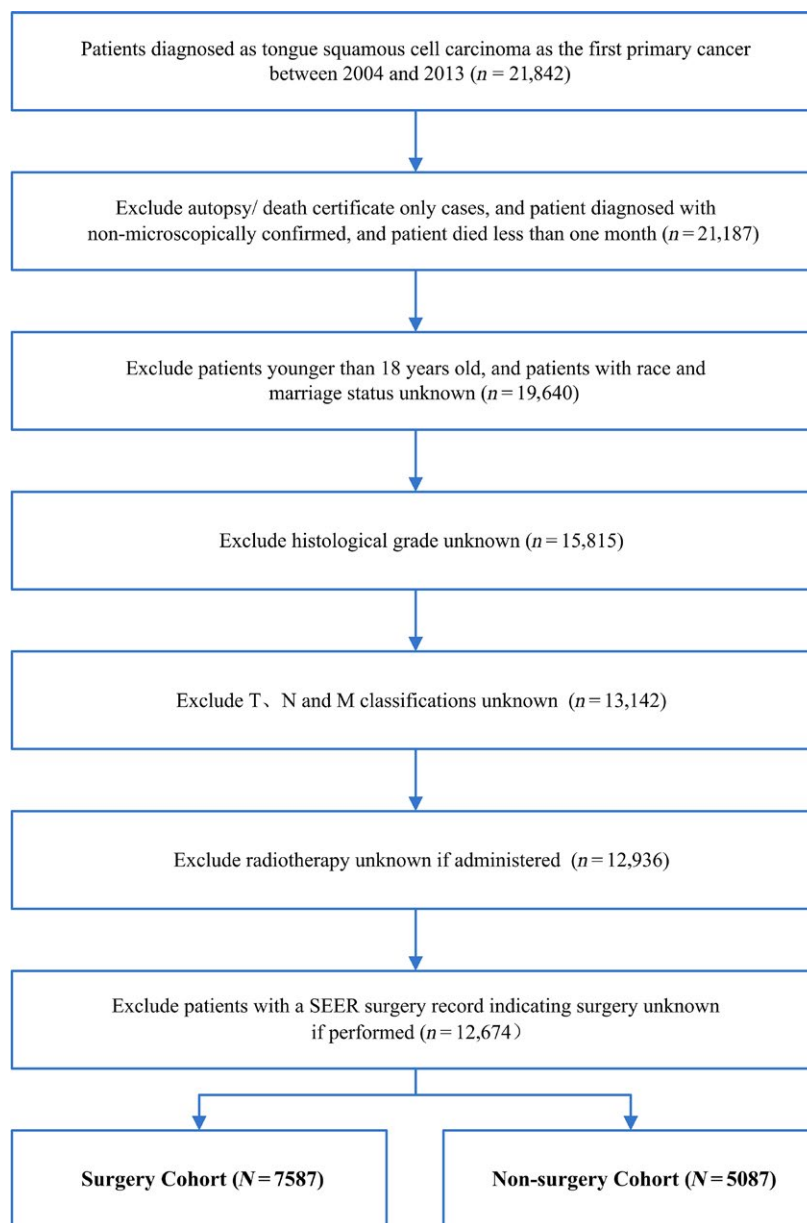 Patients diagnosed as tongue squamous cell carcinoma as the first primary cancer
between 2004 and 2013 (n = 21,842)
Exclude autopsy/ death certificate only cases, and patient diagnosed with
non-microscopically confirmed, and patient died less than one month (n = 21,187)
Exclude patients younger than 18 years old, and patients with race and
marriage status unknown (n = 19,640)
Exclude histological grade unknown (n = 15,815)
Exclude T、N and M classifications unknown (n = 13,142)
Exclude radiotherapy unknown if administered (n = 12,936)
Exclude patients with a SEER surgery record indicating surgery unknown
if performed (n = 12,674）
Surgery Cohort (N = 7587)
Non-surgery Cohort (N = 5087)